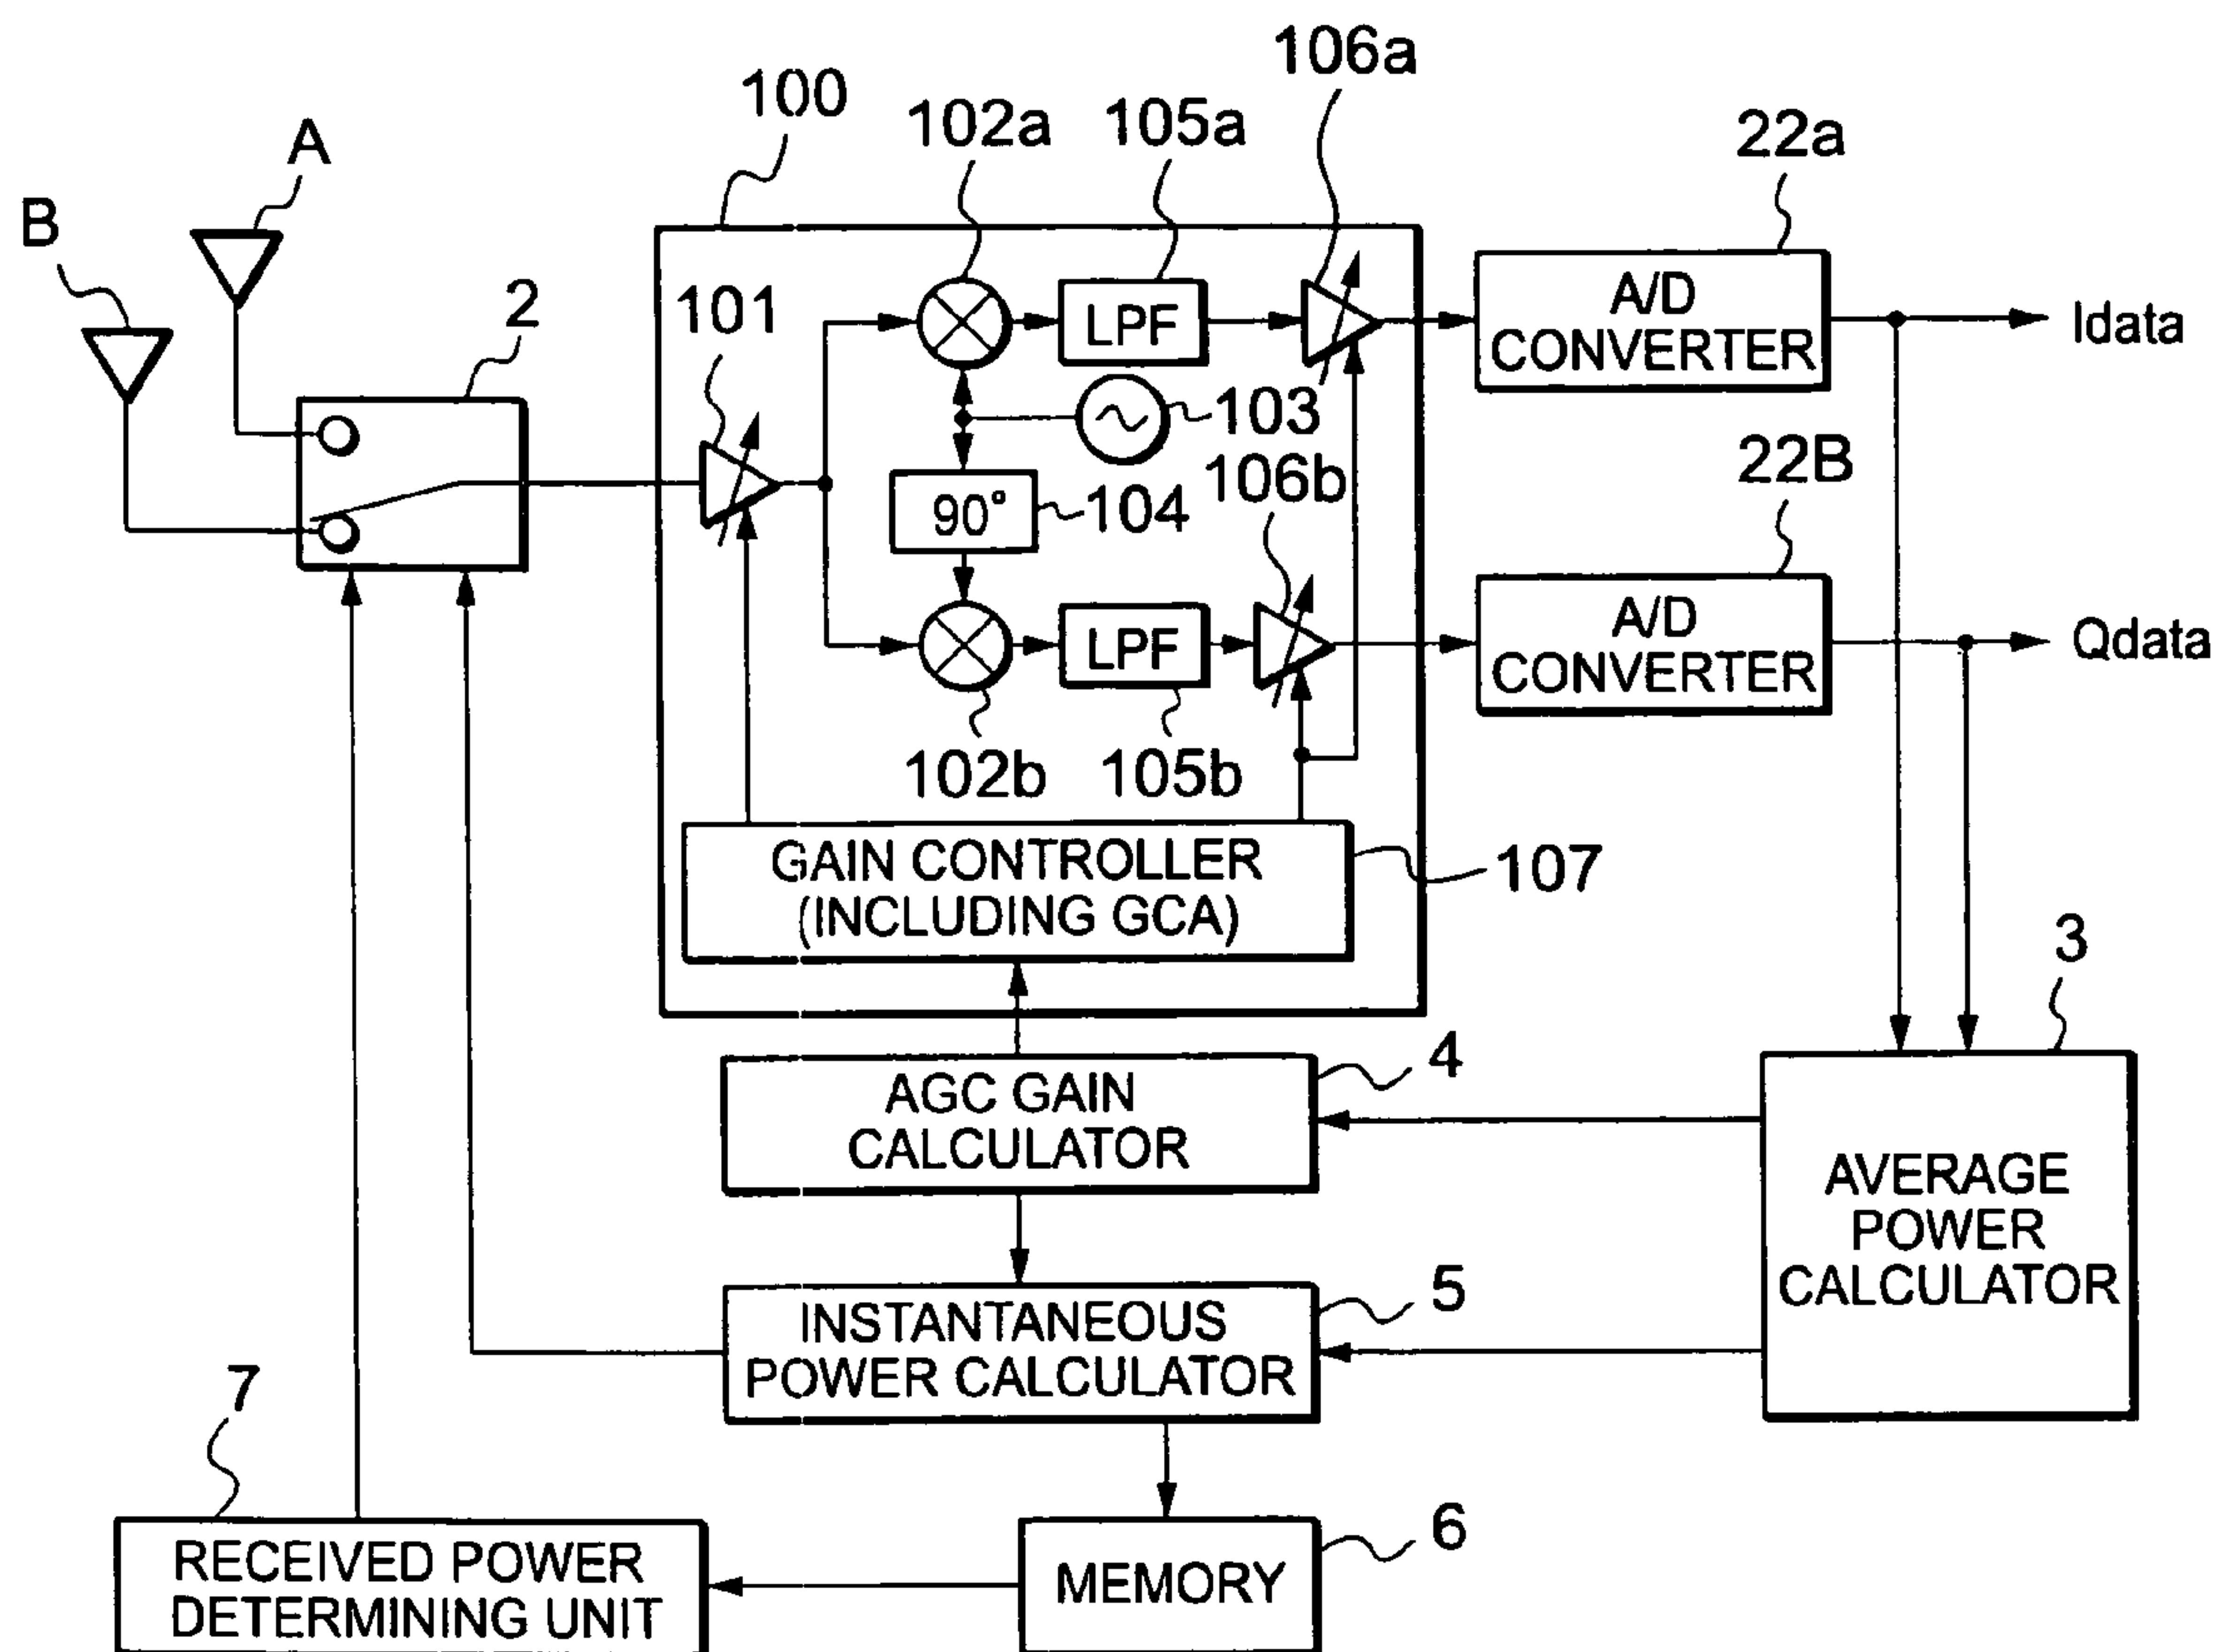 106a
100
102a
105a
22a
A
B
2
101
LPF
A/D
CONVERTER
Idata
103
22B
106b
90°
104
LPF
A/D
CONVERTER
Qdata
102b
105b
GAIN CONTROLLER
(INCLUDING GCA)
107
3
4
AGC GAIN
CALCULATOR
AVERAGE
POWER
CALCULATOR
5
INSTANTANEOUS
POWER CALCULATOR
7
6
RECEIVED POWER
DETERMINING UNIT
MEMORY